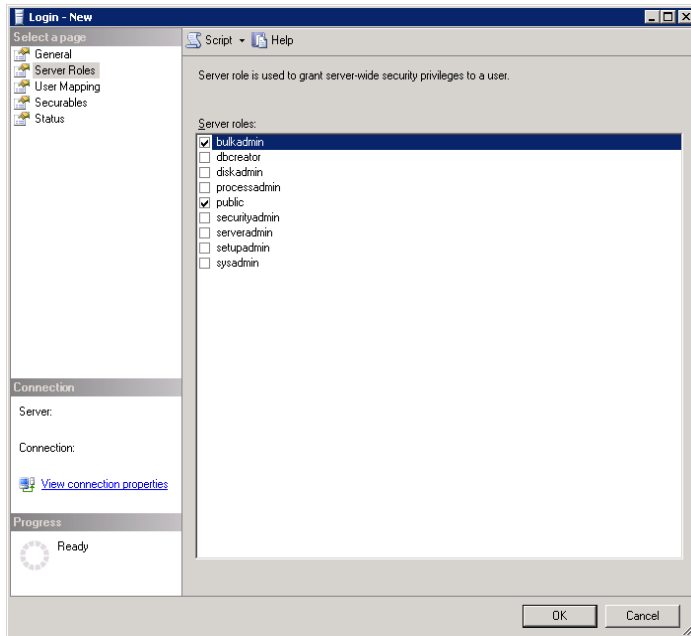 Login - New
Select a page
General
Server Roles
User Mapping
Securables
Status
Script Help
Server role is used to grant server-wide security privileges to a user.
Server roles:
bulkadmin
dbcreator
diskadmin
processadmin
public
securityadmin
serveradmin
setupadmin
sysadmin
Connection
Server:
Connection:
View connection properties
Progress
Ready
OK Cancel